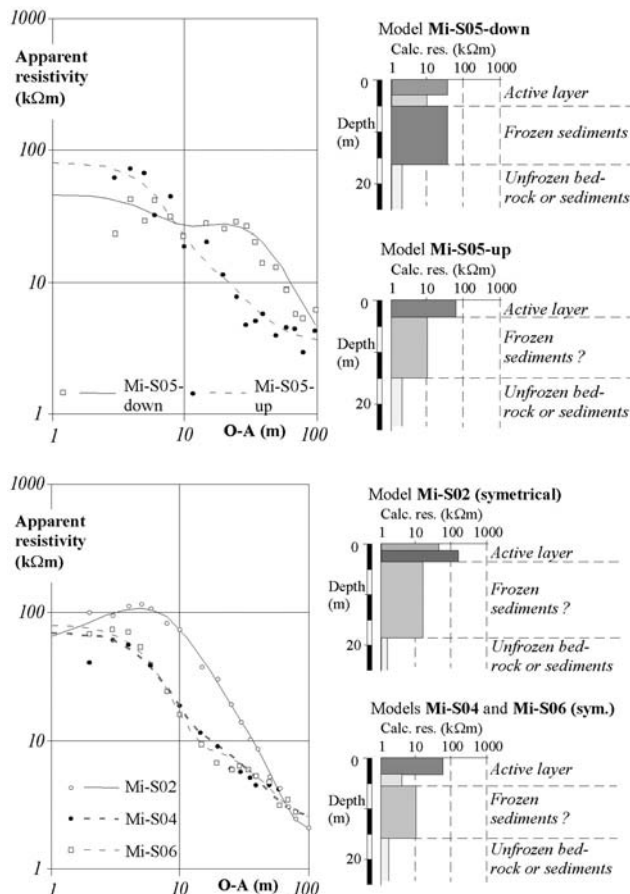 1000
Apparent
resistivity
(kΩm)
100
10
1
1
10
100
O-A (m)
Mi-S05-
down
Mi-S05-
up
Model Mi-S05-down
Calc. res. (kΩm)
1 10 100 1000
0
Depth
(m)
20
Active layer
Frozen sediments
Unfrozen bed-
rock or sediments
Model Mi-S05-up
Calc. res. (kΩm)
1 10 100 1000
0
Depth
(m)
20
Active layer
Frozen
sediments ?
Unfrozen bed-
rock or sediments
1000
Apparent
resistivity
(kΩm)
100
10
1
1
10
100
O-A (m)
Mi-S02
Mi-S04
Mi-S06
Model Mi-S02 (symetrical)
Calc. res. (kΩm)
1 10 100 1000
0
Depth
(m)
20
Active layer
Frozen
sediments ?
Unfrozen bed-
rock or sediments
Models Mi-S04 and Mi-S06 (sym.)
Calc. res. (kΩm)
1 10 100 1000
0
Depth
(m)
20
Active layer
Frozen
sediments ?
Unfrozen bed-
rock or sediments